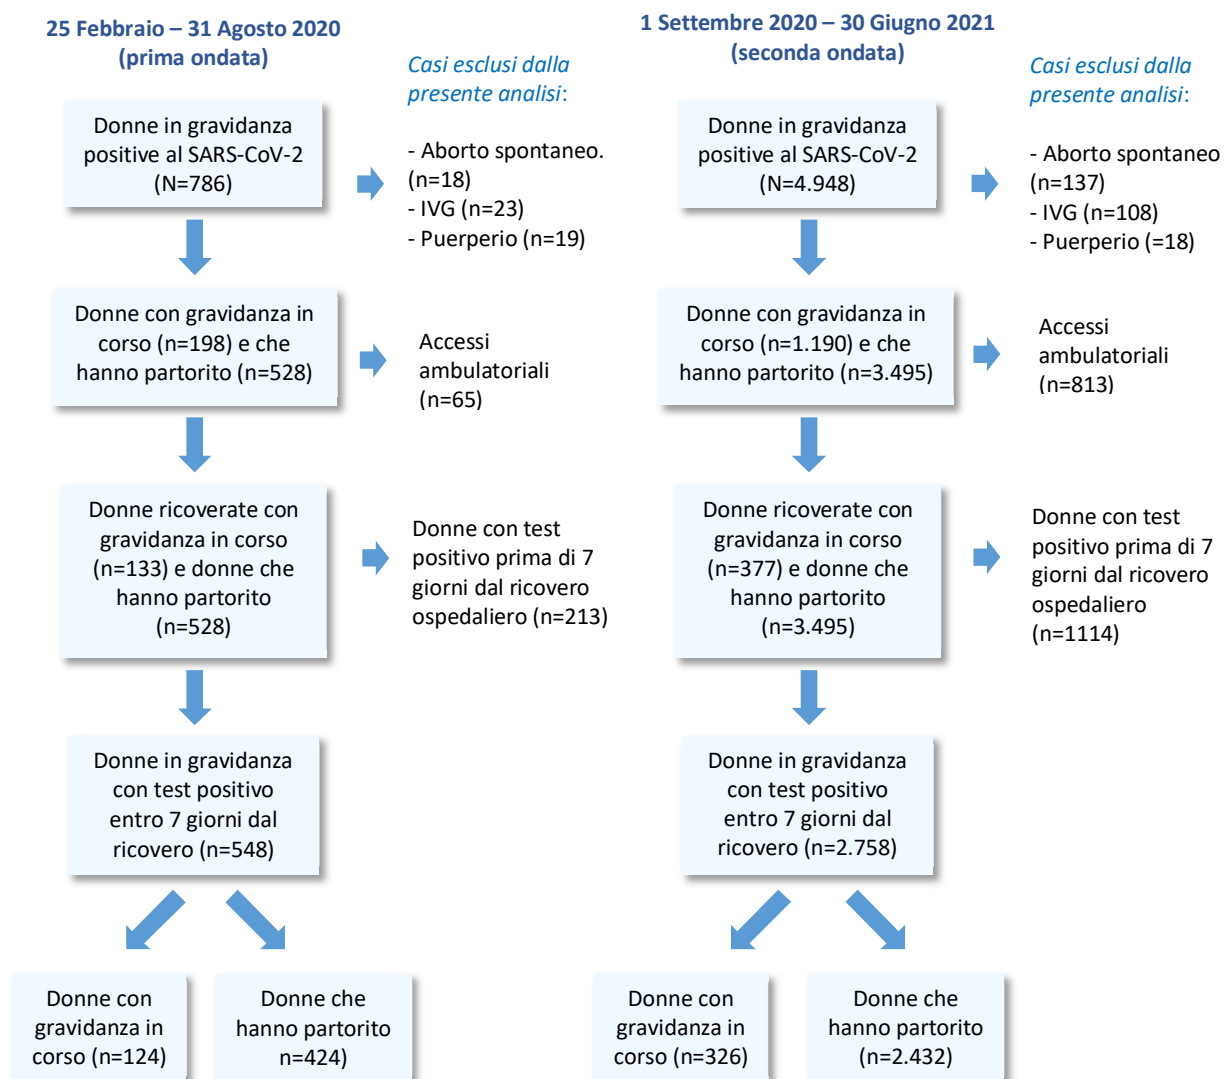 25 Febbraio – 31 Agosto 2020
(prima ondata)
Casi esclusi dalla
presente analisi:
Donne in gravidanza
positive al SARS-CoV-2
(N=786)
- Aborto spontaneo.
(n=18)
- IVG (n=23)
- Puerperio (n=19)
Donne con gravidanza in
corso (n=198) e che
hanno partorito (n=528)
Accessi
ambulatoriali
(n=65)
Donne ricoverate con
gravidanza in corso
(n=133) e donne che
hanno partorito
(n=528)
Donne con test
positivo prima di 7
giorni dal ricovero
ospedaliero (n=213)
Donne in gravidanza
con test positivo
entro 7 giorni dal
ricovero (n=548)
Donne con
gravidanza in
corso (n=124)
Donne che
hanno partorito
n=424)
1 Settembre 2020 – 30 Giugno 2021
(seconda ondata)
Casi esclusi dalla
presente analisi:
Donne in gravidanza
positive al SARS-CoV-2
(N=4.948)
- Aborto spontaneo
(n=137)
- IVG (n=108)
- Puerperio (=18)
Donne con gravidanza in
corso (n=1.190) e che
hanno partorito (n=3.495)
Accessi
ambulatoriali
(n=813)
Donne ricoverate con
gravidanza in corso
(n=377) e donne che
hanno partorito
(n=3.495)
Donne con test
positivo prima di 7
giorni dal ricovero
ospedaliero
(n=1114)
Donne in gravidanza
con test positivo
entro 7 giorni dal
ricovero (n=2.758)
Donne con
gravidanza in
corso (n=326)
Donne che
hanno partorito
(n=2.432)